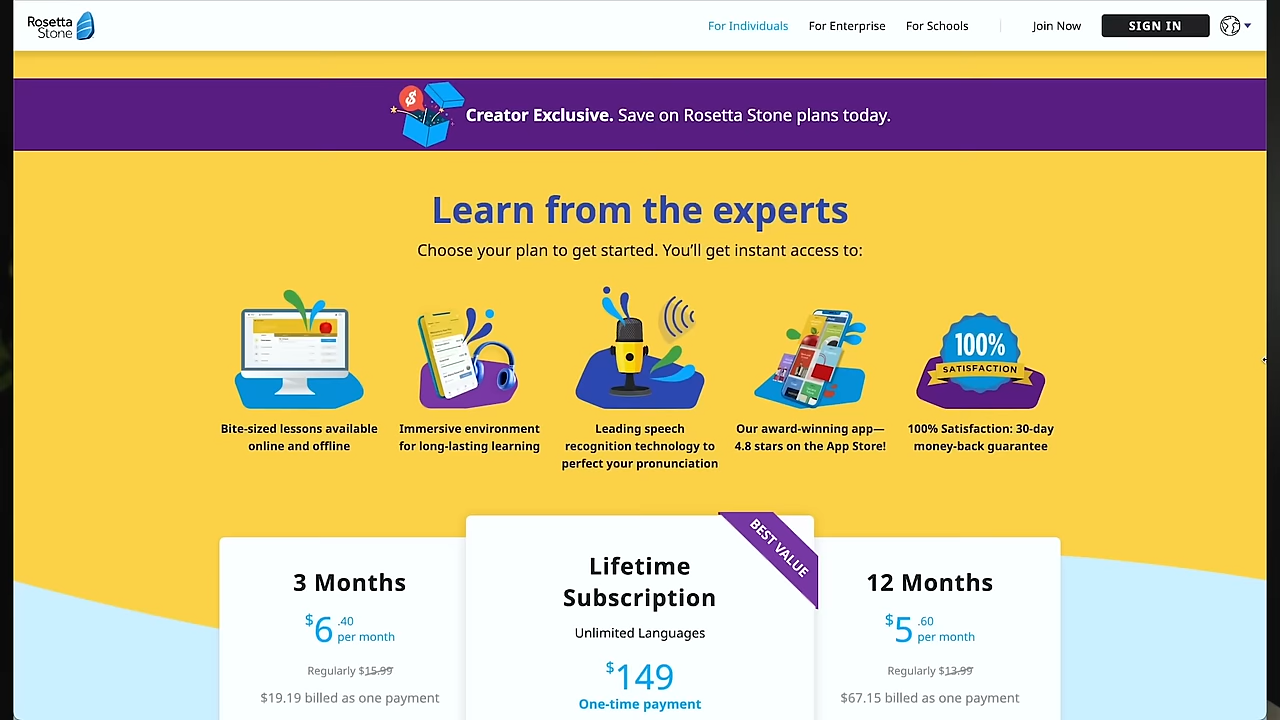 Rosetta
Stone
For Individuals
For Enterprise
For Schools
Join Now
SIGN IN
Creator Exclusive. Save on Rosetta Stone plans today.
Learn from the experts
Choose your plan to get started. You’ll get instant access to:
100%
SATISFACTION
Bite-sized lessons available
online and offline
Immersive environment
for long-lasting learning
Leading speech
recognition technology to
perfect your pronunciation
Our award-winning app—
4.8 stars on the App Store!
100% Satisfaction: 30-day
money-back guarantee
3 Months
$6.40
per month
Regularly $15.99
$19.19 billed as one payment
BEST VALUE
Lifetime
Subscription
Unlimited Languages
$149
One-time payment
12 Months
$5.60
per month
Regularly $13.99
$67.15 billed as one payment